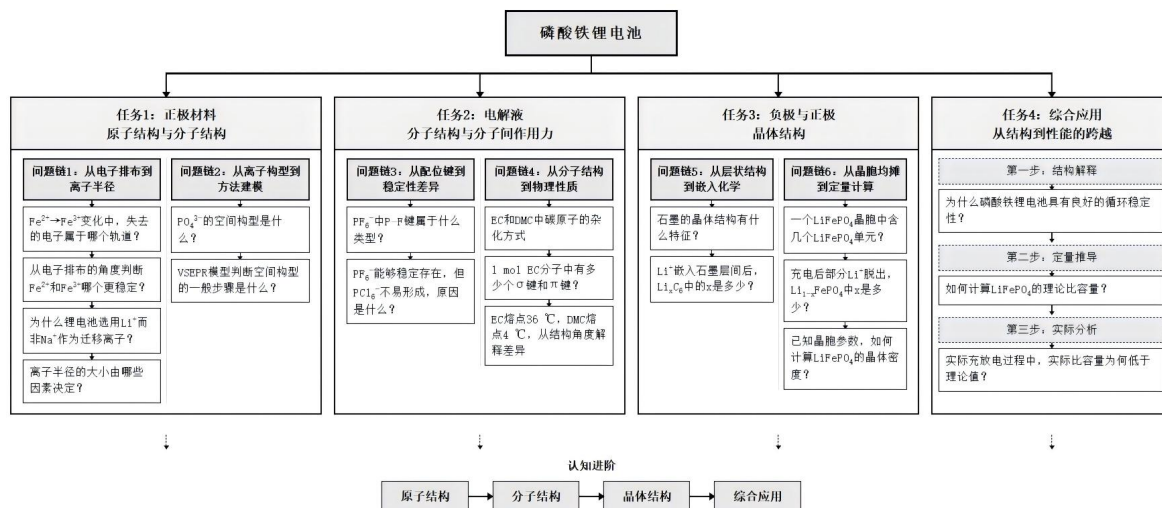 磷酸铁锂电池
任务1：正极材料
原子结构与分子结构
问题链1：从电子排布到
离子半径
Fe²⁺→Fe³⁺变化中，失去
的电子属于哪个轨道？
从电子排布的角度判断
Fe²⁺和Fe³⁺哪个更稳定？
为什么锂电池选用Li⁺而
非Na⁺作为迁移离子？
离子半径的大小由哪些
因素决定？
问题链2：从离子构型到
方法建模
PO₄³⁻的空间构型是什
么？
VSEPR模型判断空间构型
的一般步骤是什么？
任务2：电解液
分子结构与分子间作用力
问题链3：从配位键到
稳定性差异
PF₆⁻中P-F键属于什么
类型？
PF₆⁻能够稳定存在，但
PCl₆⁻不易形成，原因
是什么？
问题链4：从分子结构
到物理性质
EC和DMC中碳原子的杂
化方式
1 mol EC分子中有多
少个σ键和π键？
EC熔点36 ℃，DMC熔
点4 ℃，从结构角度解
释差异
任务3：负极与正极
晶体结构
问题链5：从层状结构
到嵌入化学
石墨的晶体结构有什
么特征？
Li⁺嵌入石墨层间后，
LiₓC₆中的x是多少？
问题链6：从晶胞均摊
到定量计算
一个LiFePO₄晶胞中含
几个LiFePO₄单元？
充电后部分Li⁺脱出，
Li₁₋ₓFePO₄中x是多
少？
已知晶胞参数，如何
计算LiFePO₄的晶体密
度？
任务4：综合应用
从结构到性能的跨越
第一步：结构解释
为什么磷酸铁锂电池具有良好的循环稳定
性？
第二步：定量推导
如何计算LiFePO₄的理论比容量？
第三步：实际分析
实际充放电过程中，实际比容量为何低于
理论值？
认知进阶
原子结构
分子结构
晶体结构
综合应用